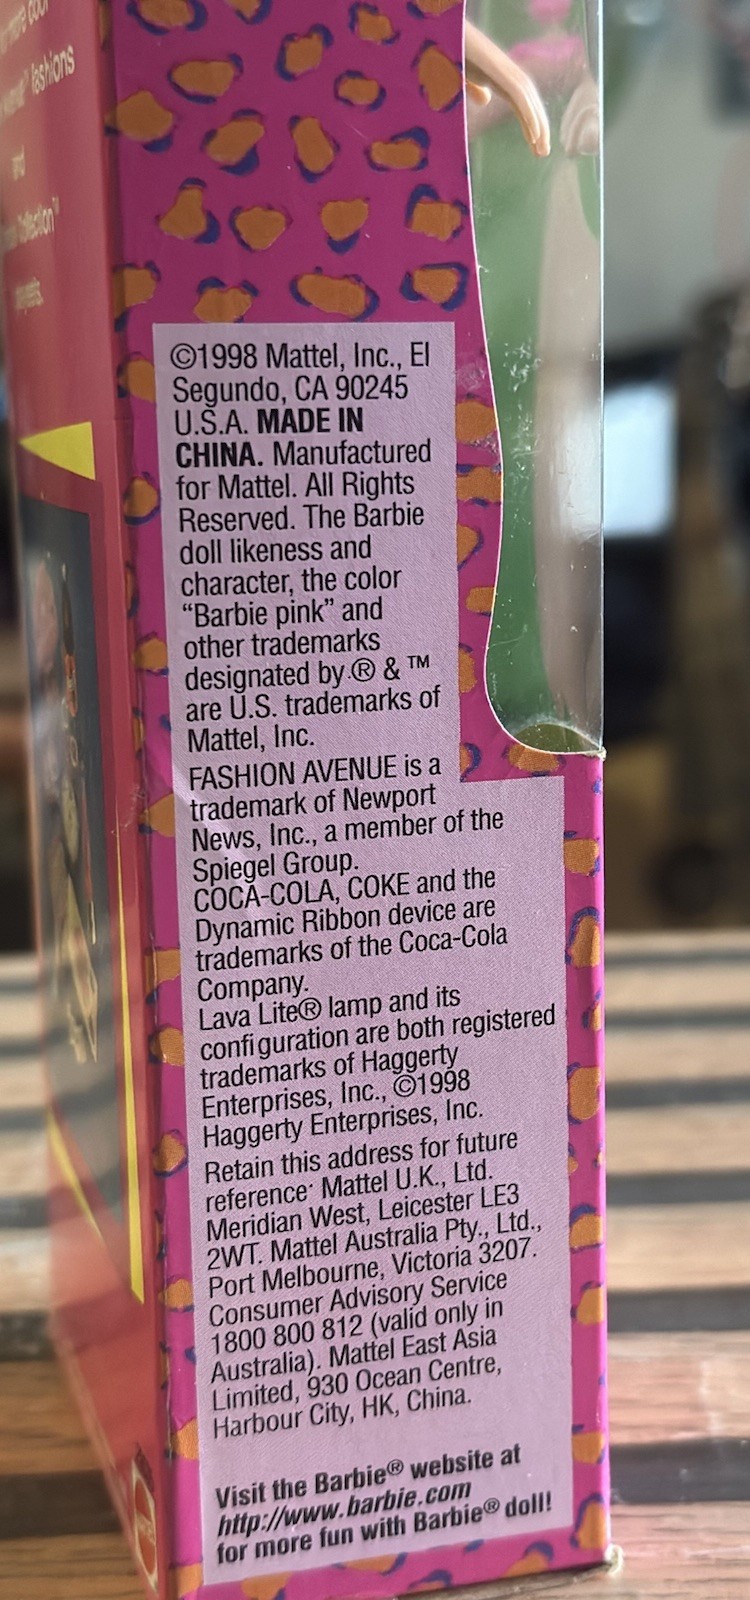 fashions
and
©1998 Mattel, Inc., El
Segundo, CA 90245
U.S.A. MADE IN
CHINA. Manufactured
for Mattel. All Rights
Reserved. The Barbie
doll likeness and
character, the color
“Barbie pink” and
other trademarks
designated by ® & ™
are U.S. trademarks of
Mattel, Inc.
FASHION AVENUE is a
trademark of Newport
News, Inc., a member of the
Spiegel Group.
COCA-COLA, COKE and the
Dynamic Ribbon device are
trademarks of the Coca-Cola
Company.
Lava Lite® lamp and its
configuration are both registered
trademarks of Haggerty
Enterprises, Inc., ©1998
Haggerty Enterprises, Inc.
Retain this address for future
reference: Mattel U.K., Ltd.
Meridian West, Leicester LE3
2WT. Mattel Australia Pty., Ltd.,
Port Melbourne, Victoria 3207.
Consumer Advisory Service
1800 800 812 (valid only in
Australia). Mattel East Asia
Limited, 930 Ocean Centre,
Harbour City, HK, China.
Visit the Barbie® website at
http://www.barbie.com
for more fun with Barbie® doll!